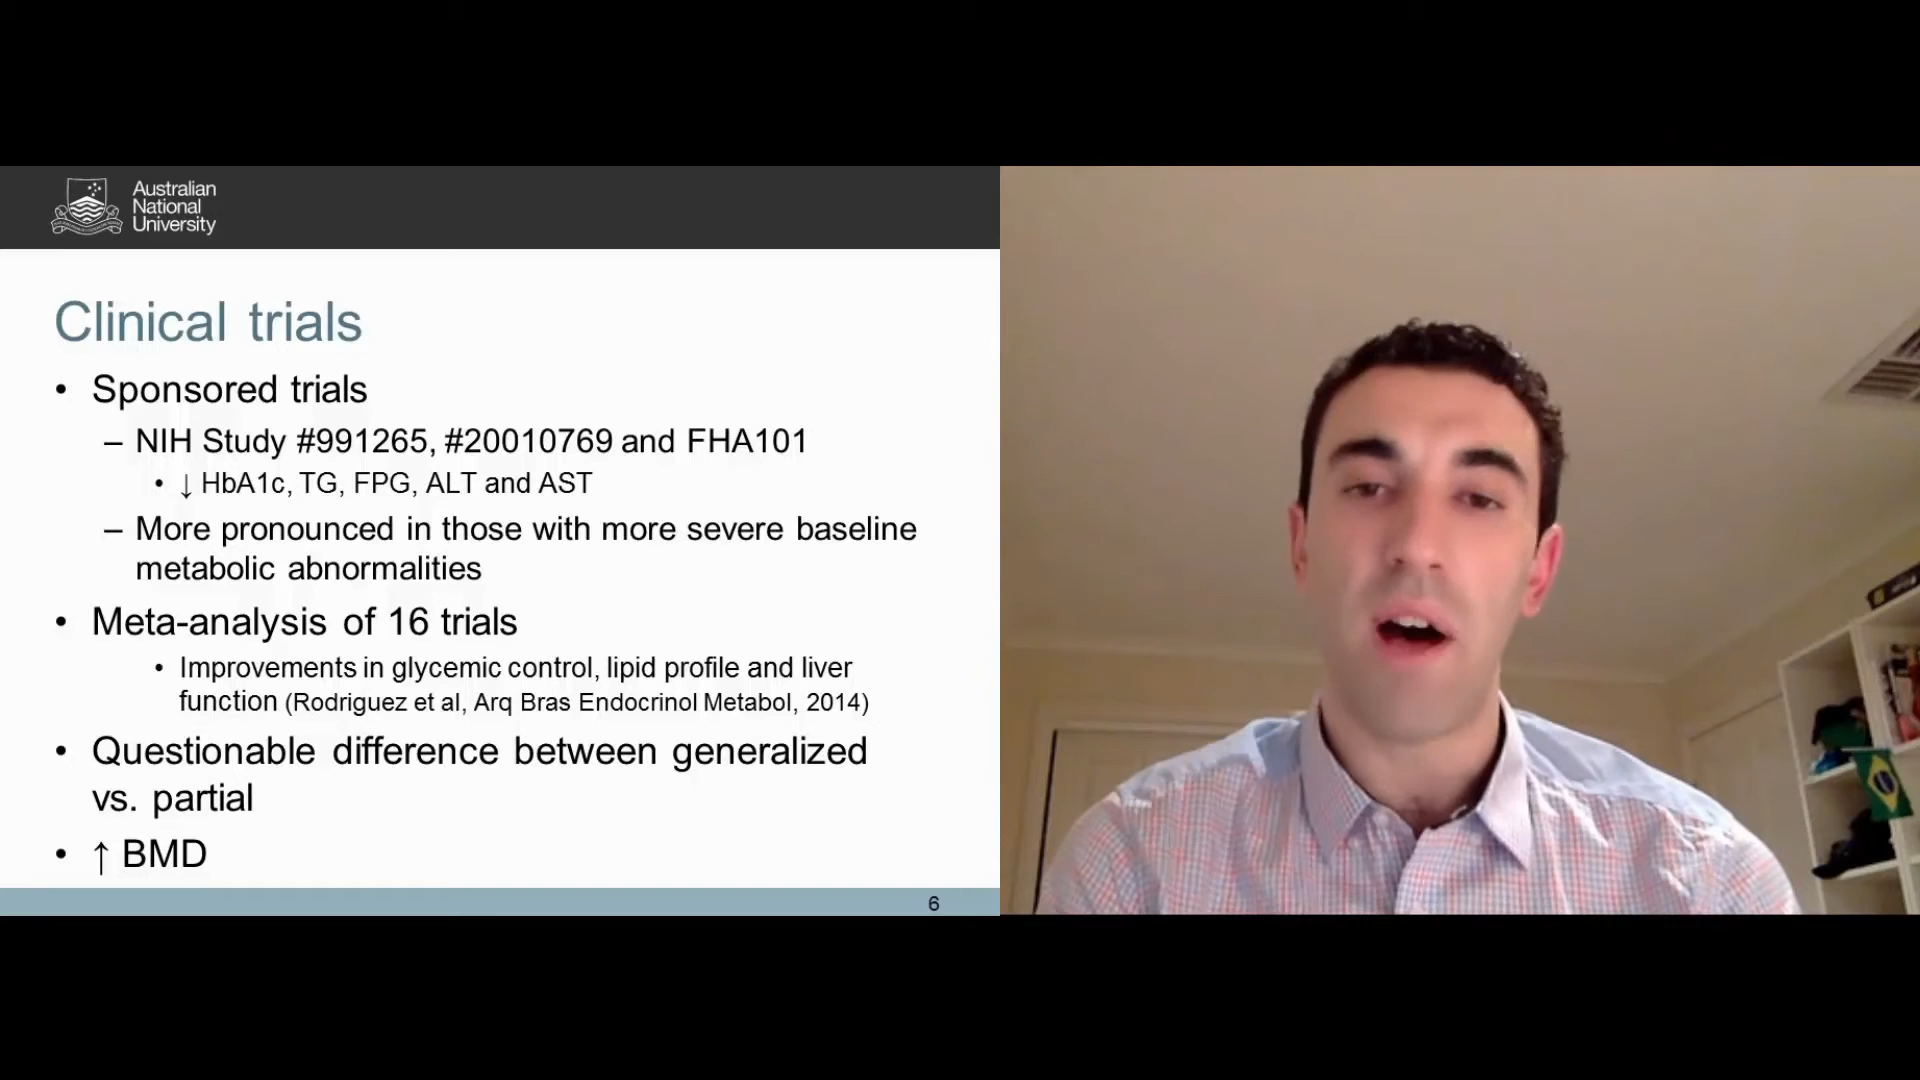 Australian
National
University
Clinical trials
• Sponsored trials
– NIH Study #991265, #20010769 and FHA101
• ↓ HbA1c, TG, FPG, ALT and AST
– More pronounced in those with more severe baseline
metabolic abnormalities
• Meta-analysis of 16 trials
• Improvements in glycemic control, lipid profile and liver
function (Rodriguez et al, Arq Bras Endocrinol Metabol, 2014)
• Questionable difference between generalized
vs. partial
• ↑ BMD
6